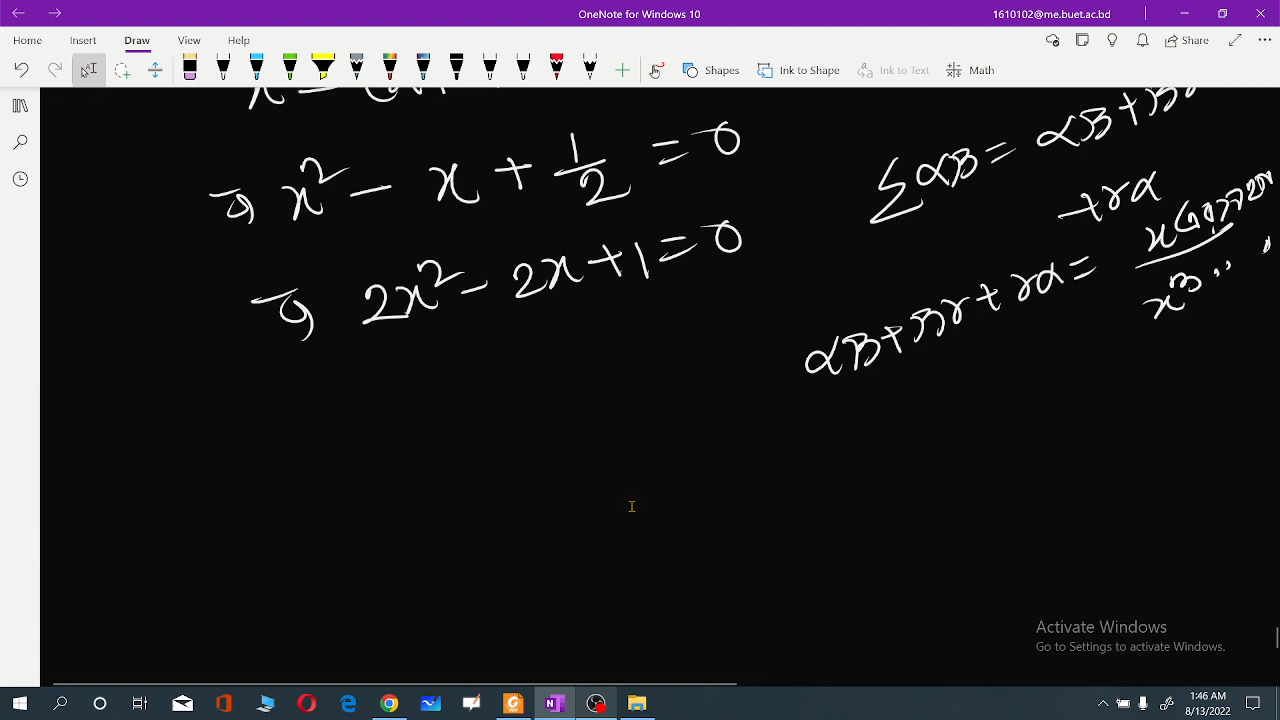 OneNote for Windows 10
1610102@me.buet.ac.bd
Home Insert Draw View Help
Share
Shapes Ink to Shape Ink to Text Math
⇒ x² - x + 1/2 = 0
⇒ 2x² - 2x + 1 = 0
∑αβ = αβ + βγ
+ γα
αβ + βγ + γα =
Activate Windows
Go to Settings to activate Windows.
1:46 AM
8/13/2022